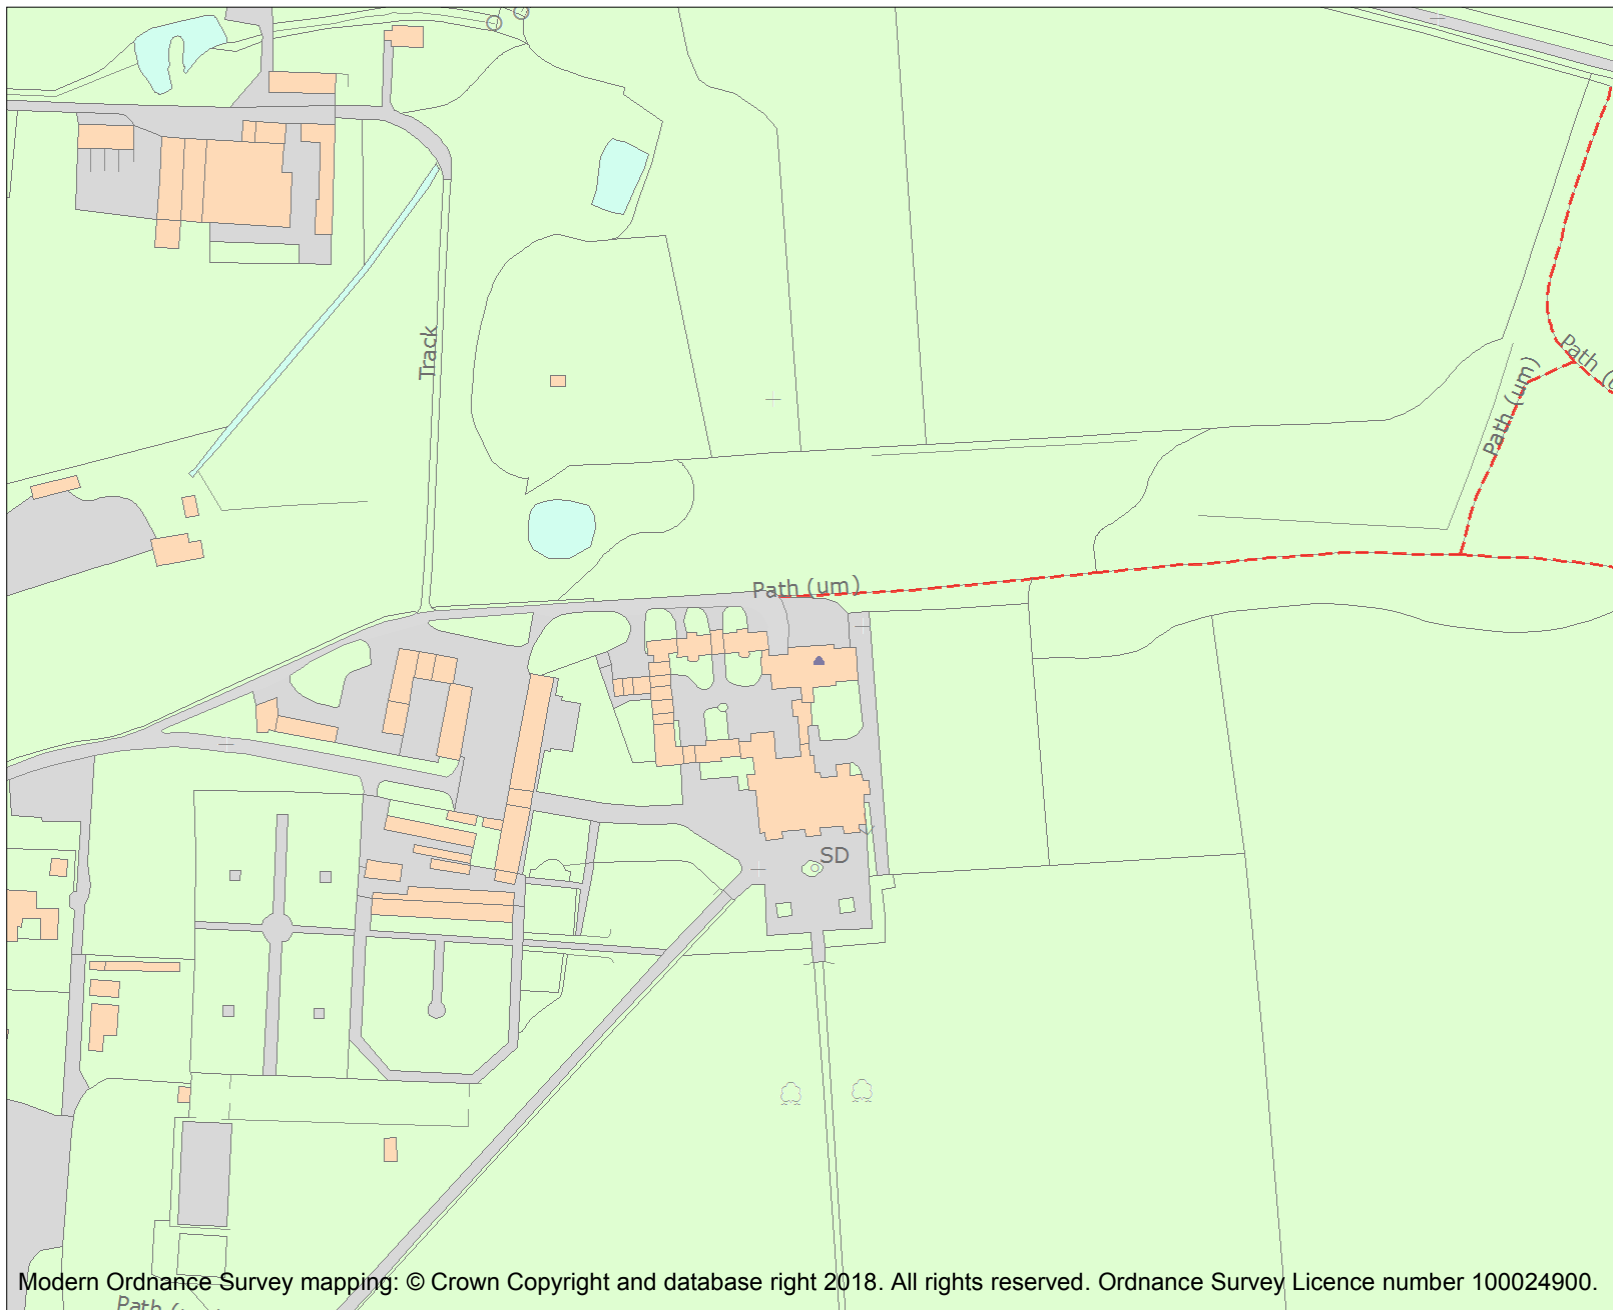 Track
Path (um)
Path (u
Path (um)
SD
Modern Ordnance Survey mapping: © Crown Copyright and database right 2018. All rights reserved. Ordnance Survey Licence number 100024900.
Path (